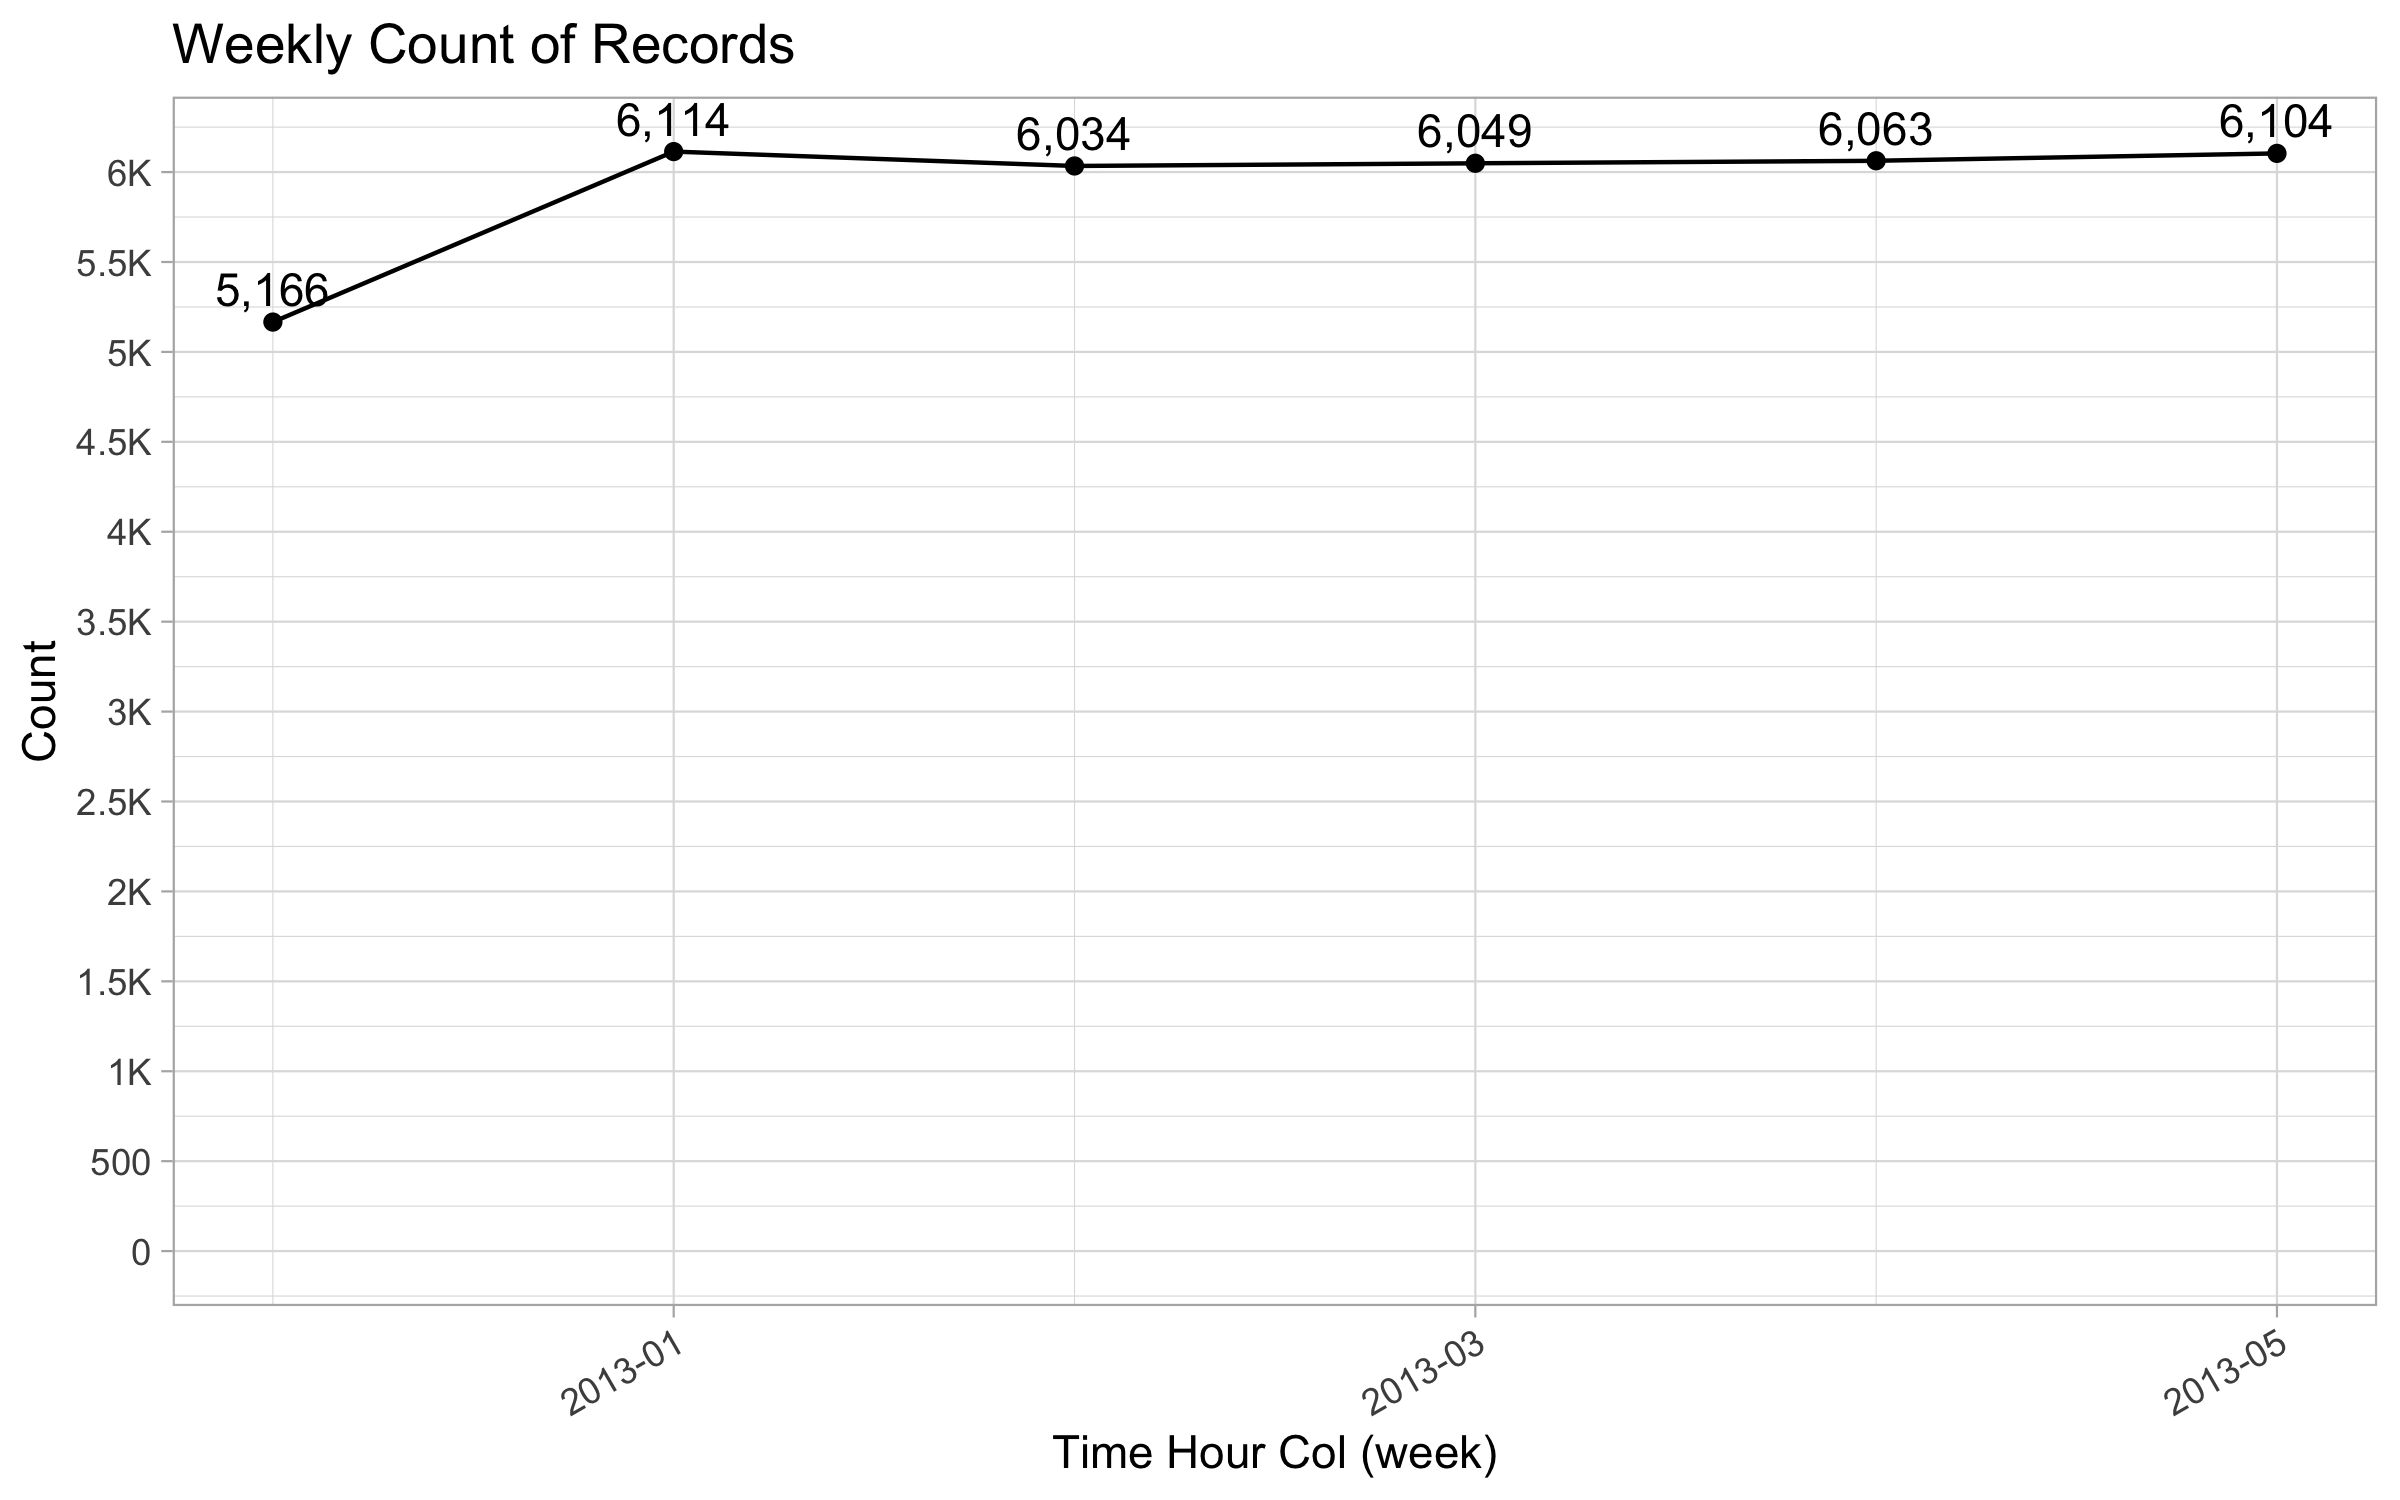 Weekly Count of Records
6,114
6,034
6,049
6,063
6,104
5,166
6K
5.5K
5K
4.5K
4K
3.5K
3K
2.5K
2K
1.5K
1K
500
0
Count
2013-01
2013-03
2013-05
Time Hour Col (week)